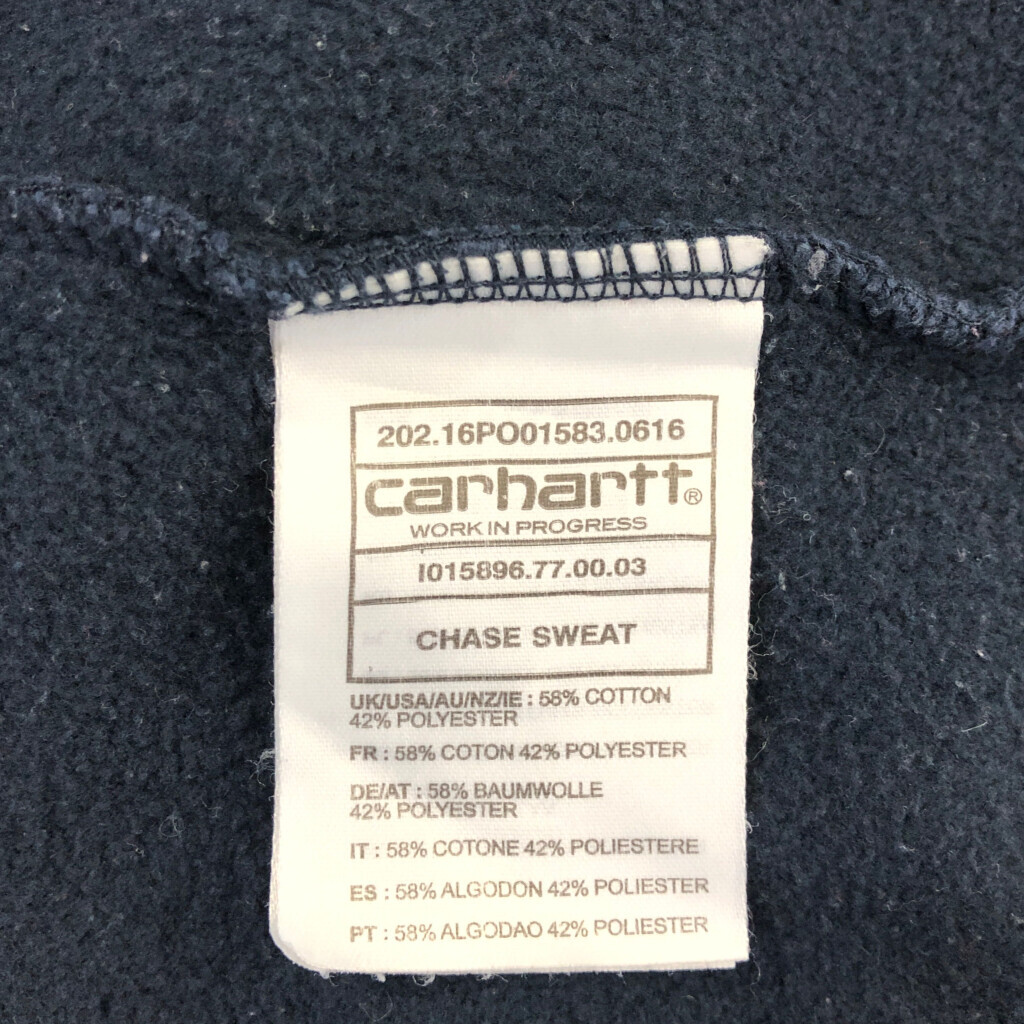 202.16PO01583.0616
carhartt®
WORK IN PROGRESS
I015896.77.00.03
CHASE SWEAT
UK/USA/AU/NZ/IE : 58% COTTON
42% POLYESTER
FR : 58% COTON 42% POLYESTER
DE/AT : 58% BAUMWOLLE
42% POLYESTER
IT : 58% COTONE 42% POLIESTERE
ES : 58% ALGODON 42% POLIESTER
PT : 58% ALGODAO 42% POLIESTER